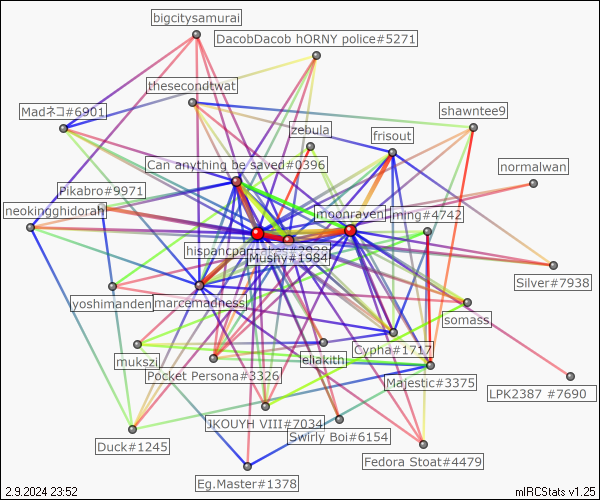 bigcitysamurai
DacobDacob hORNY police#5271
thesecondtwat
Madネコ#6901
shawntee9
zebula
frisout
Can anything be saved#0396
normalwan
Pikabro#9971
neokingghidorah
moonraven
ming#4742
hispancpa
Mushy#1984
Silver#7938
yoshimanden
marcemadness
somass
Cypha#1717
mukszi
eliakith
Pocket Persona#3326
Majestic#3375
LPK2387 #7690
JKOUYH VIII#7034
Swirly Boi#6154
Duck#1245
Fedora Stoat#4479
Eg.Master#1378
2.9.2024 23:52
mIRCStats v1.25